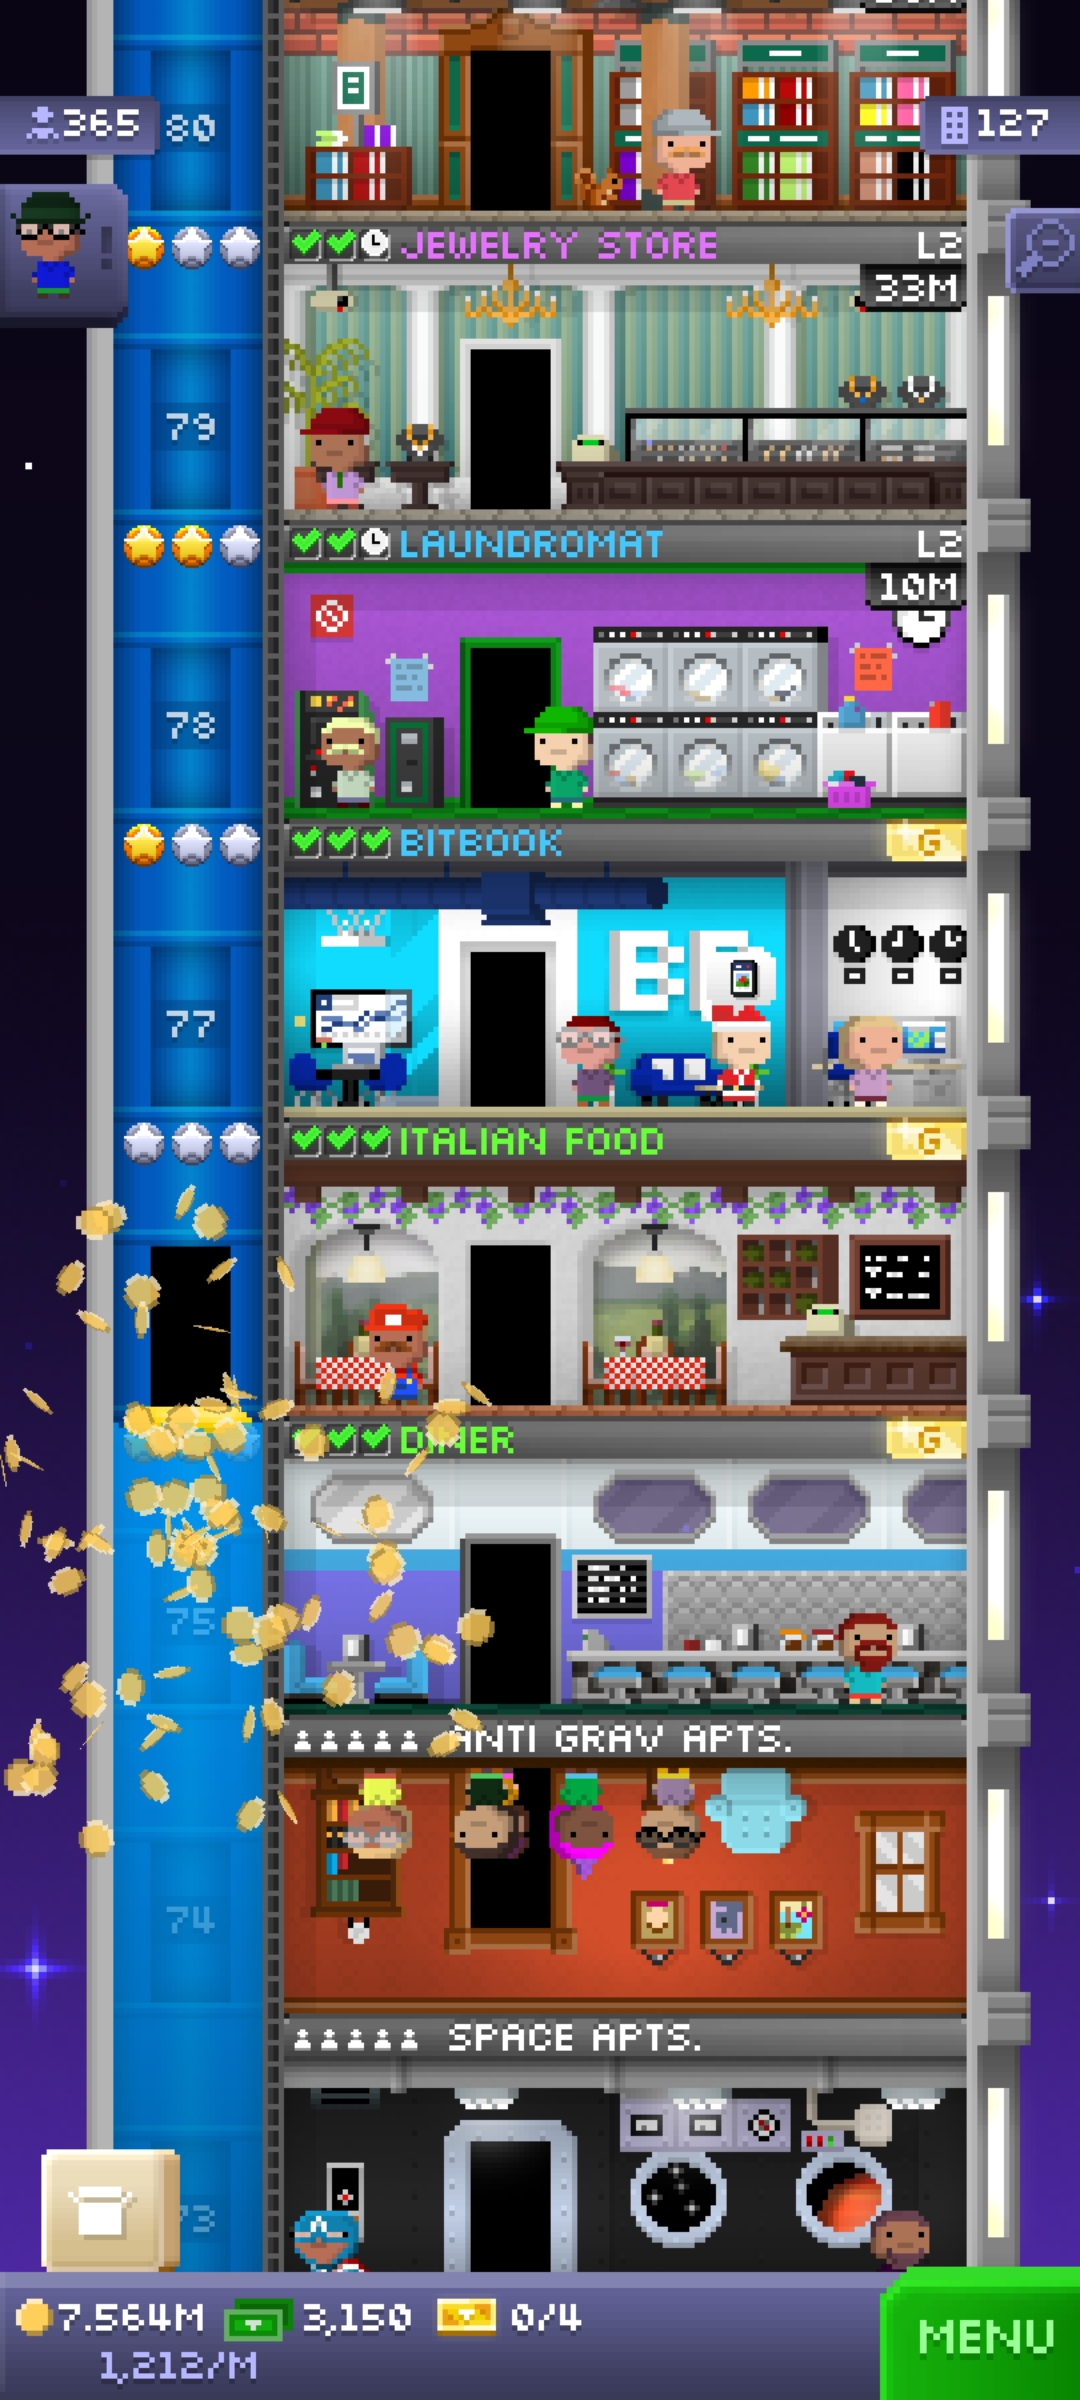 365
80
127
JEWELRY STORE
L2
33M
79
LAUNDROMAT
L2
10M
78
BITBOOK
G
77
ITALIAN FOOD
G
DINER
G
75
ANTI GRAV APTS.
74
SPACE APTS.
73
7.564M
3,150
0/4
1,212/M
MENU